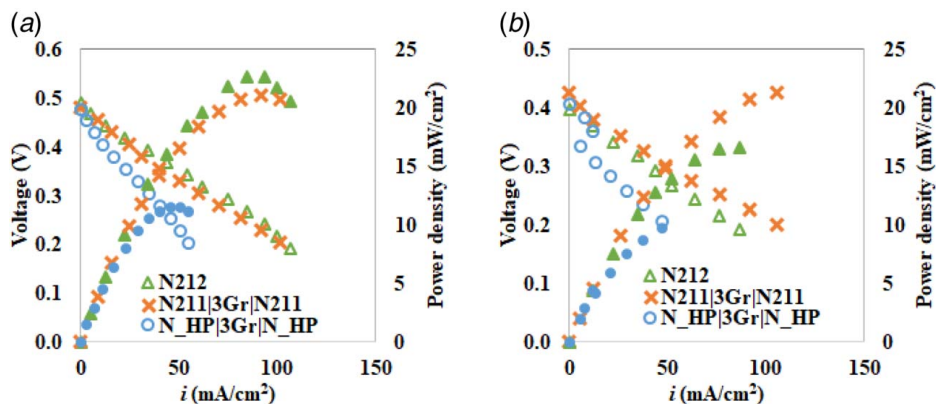 (a)
0.6
0.5
0.4
0.3
0.2
0.1
0.0
Voltage (V)
25
20
15
10
5
0
Power density (mW/cm²)
N212
N211|3Gr|N211
N_HP|3Gr|N_HP
0
50
100
150
i (mA/cm²)
(b)
0.5
0.4
0.3
0.2
0.1
0.0
Voltage (V)
25
20
15
10
5
0
Power density (mW/cm²)
N212
N211|3Gr|N211
N_HP|3Gr|N_HP
0
50
100
150
i (mA/cm²)